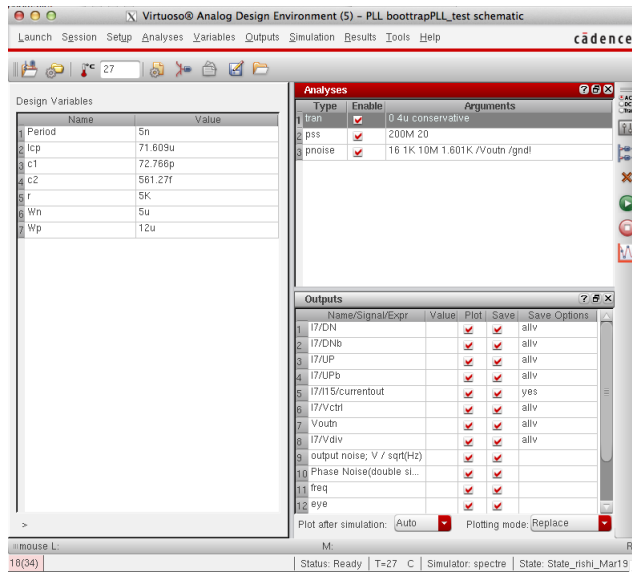 Virtuoso® Analog Design Environment (5) - PLL boottrapPLL_test schematic
Launch Session Setup Analyses Variables Outputs Simulation Results Tools Help
cādence
27
Design Variables
Name Value
1 Period 5n
2 Icp 71.609u
3 c1 72.766p
4 c2 561.27f
5 r 5K
6 Wn 5u
7 Wp 12u
>
Analyses
Type Enable Arguments
1 tran 0 4u conservative
2 pss 200M 20
3 pnoise 16 1K 10M 1.601K /Voutn /gnd!
Outputs
Name/Signal/Expr Value Plot Save Save Options
1 I7/DN allv
2 I7/DNb allv
3 I7/UP allv
4 I7/UPb allv
5 I7/I15/currentout yes
6 I7/Vctrl allv
7 Voutn allv
8 I7/Vdiv allv
9 output noise; V / sqrt(Hz)
10 Phase Noise(double si...
11 freq
12 eye
Plot after simulation: Auto Plotting mode: Replace
mouse L: M: R
18(34) Status: Ready T=27 C Simulator: spectre State: State_rishi_Mar19